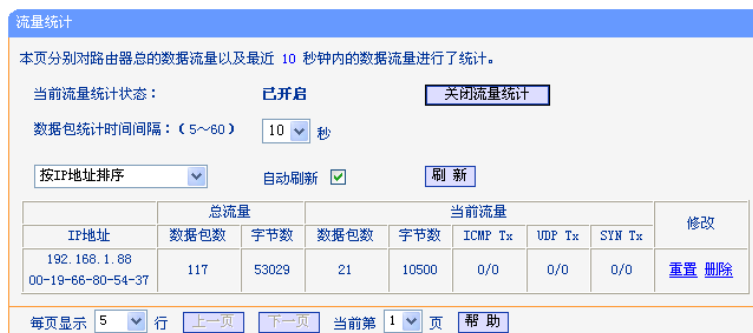 流量统计
本页分别对路由器总的数据流量以及最近 10 秒钟内的数据流量进行了统计。
当前流量统计状态： 已开启 关闭流量统计
数据包统计时间间隔：（5～60） 10 秒
按IP地址排序 自动刷新 刷 新
总流量 当前流量 修改
IP地址 数据包数 字节数 数据包数 字节数 ICMP Tx UDP Tx SYN Tx
192.168.1.88
00-19-66-80-54-37 117 53029 21 10500 0/0 0/0 0/0 重置 删除
每页显示 5 行 上一页 下一页 当前第 1 页 帮 助